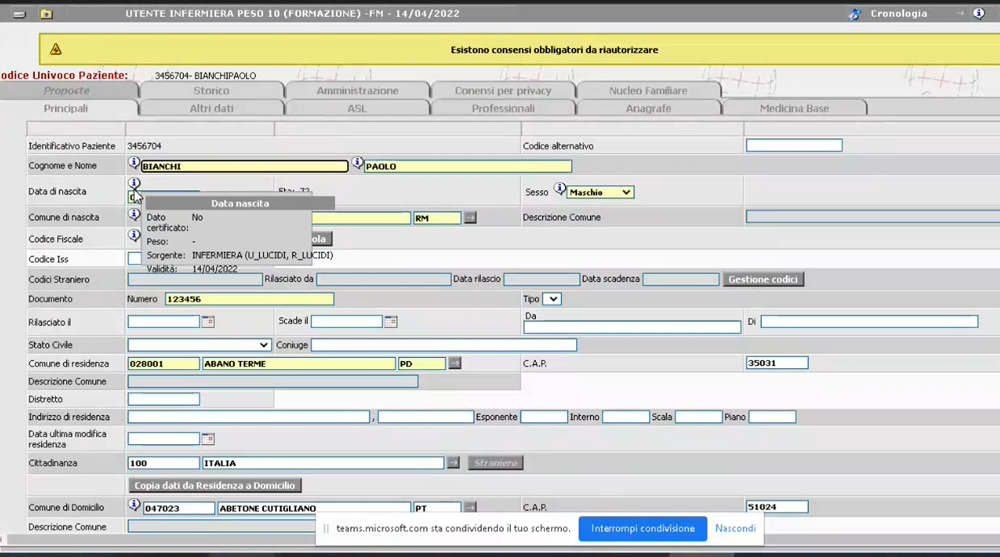 UTENTE INFERMIERA PESO 10 (FORMAZIONE) -FM - 14/04/2022
Cronologia
Esistono consensi obbligatori da riautorizzare
odice Univoco Paziente: 3456704- BIANCHIPAOLO
Proposte Storico Amministrazione Conensi per privacy Nucleo Familiare
Principali Altri dati ASL Professionali Anagrafe Medicina Base
Identificativo Paziente 3456704 Codice alternativo
Cognome e Nome BIANCHI PAOLO
Data di nascita Sesso Maschio
Data nascita
Comune di nascita RM Descrizione Comune
Dato certificato: No
Codice Fiscale
Peso: -
Sorgente: INFERMIERA (U_LUCIDI, R_LUCIDI)
Codice Iss
Validità: 14/04/2022
Codici Straniero Rilasciato da Data rilascio Data scadenza Gestione codici
Documento Numero 123456 Tipo
Rilasciato il Scade il Da Di
Stato Civile Coniuge
Comune di residenza 028001 ABANO TERME PD C.A.P. 35031
Descrizione Comune
Distretto
Indirizzo di residenza , Esponente Interno Scala Piano
Data ultima modifica
residenza
Cittadinanza 100 ITALIA Straniero
Copia dati da Residenza a Domicilio
Comune di Domicilio 047023 ABETONE CUTIGLIANO PT C.A.P. 51024
Descrizione Comune
teams.microsoft.com sta condividendo il tuo schermo. Interrompi condivisione Nascondi